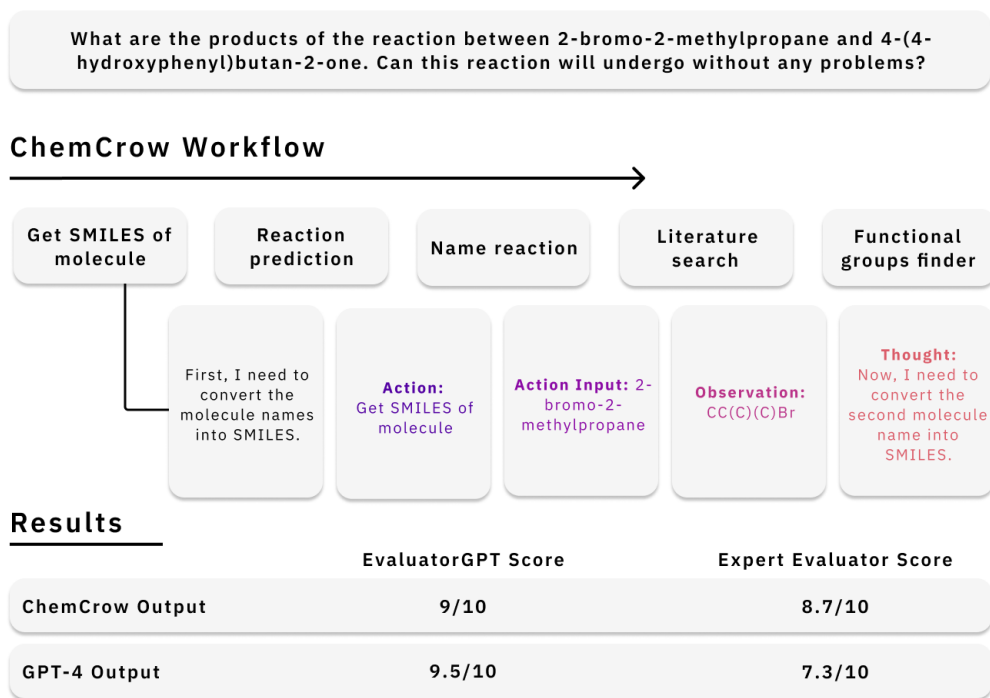 What are the products of the reaction between 2-bromo-2-methylpropane and 4-(4-
hydroxyphenyl)butan-2-one. Can this reaction will undergo without any problems?
ChemCrow Workflow
Get SMILES of
molecule
Reaction
prediction
Name reaction
Literature
search
Functional
groups finder
First, I need to
convert the
molecule names
into SMILES.
Action:
Get SMILES of
molecule
Action Input: 2-
bromo-2-
methylpropane
Observation:
CC(C)(C)Br
Thought:
Now, I need to
convert the
second molecule
name into
SMILES.
Results
EvaluatorGPT Score
Expert Evaluator Score
ChemCrow Output
9/10
8.7/10
GPT-4 Output
9.5/10
7.3/10